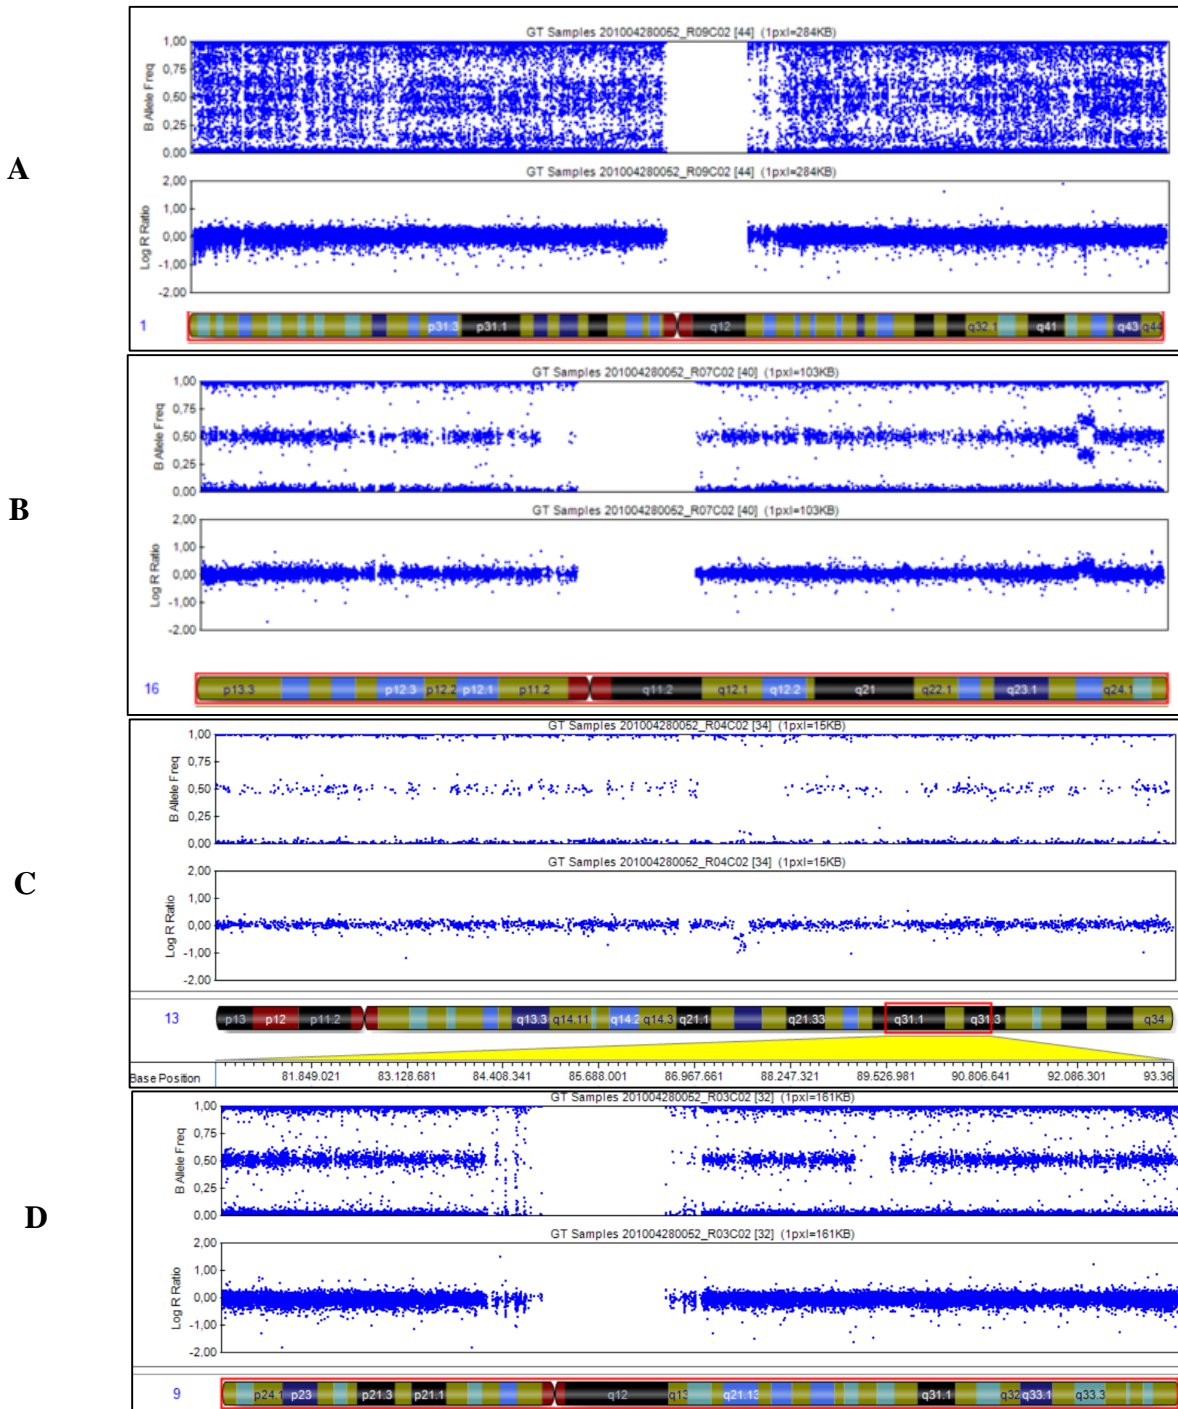 A
GT Samples 201004280052_R09C02 [44] (1pxl=284KB)
B Allele Freq
1,00
0,75
0,50
0,25
0,00
GT Samples 201004280052_R09C02 [44] (1pxl=284KB)
Log R Ratio
2,00
1,00
0,00
-1,00
-2,00
1
p31.3 p31.1 q12 q32.1 q41 q43 q44
B
GT Samples 201004280052_R07C02 [40] (1pxl=103KB)
B Allele Freq
1,00
0,75
0,50
0,25
0,00
GT Samples 201004280052_R07C02 [40] (1pxl=103KB)
Log R Ratio
2,00
1,00
0,00
-1,00
-2,00
16
p13.3 p12.3 p12.2 p12.1 p11.2 q11.2 q12.1 q12.2 q21 q22.1 q23.1 q24.1
C
GT Samples 201004280052_R04C02 [34] (1pxl=15KB)
B Allele Freq
1,00
0,75
0,50
0,25
0,00
GT Samples 201004280052_R04C02 [34] (1pxl=15KB)
Log R Ratio
2,00
1,00
0,00
-1,00
-2,00
13
p13 p12 p11.2 q13.3 q14.11 q14.2 q14.3 q21.1 q21.33 q31.1 q31.3 q34
Base Position 81.849.021 83.128.681 84.408.341 85.688.001 86.967.661 88.247.321 89.526.981 90.806.641 92.086.301 93.36
D
GT Samples 201004280052_R03C02 [32] (1pxl=161KB)
B Allele Freq
1,00
0,75
0,50
0,25
0,00
GT Samples 201004280052_R03C02 [32] (1pxl=161KB)
Log R Ratio
2,00
1,00
0,00
-1,00
-2,00
9
p24.1 p23 p21.3 p21.1 q12 q13 q21.13 q31.1 q32 q33.1 q33.3